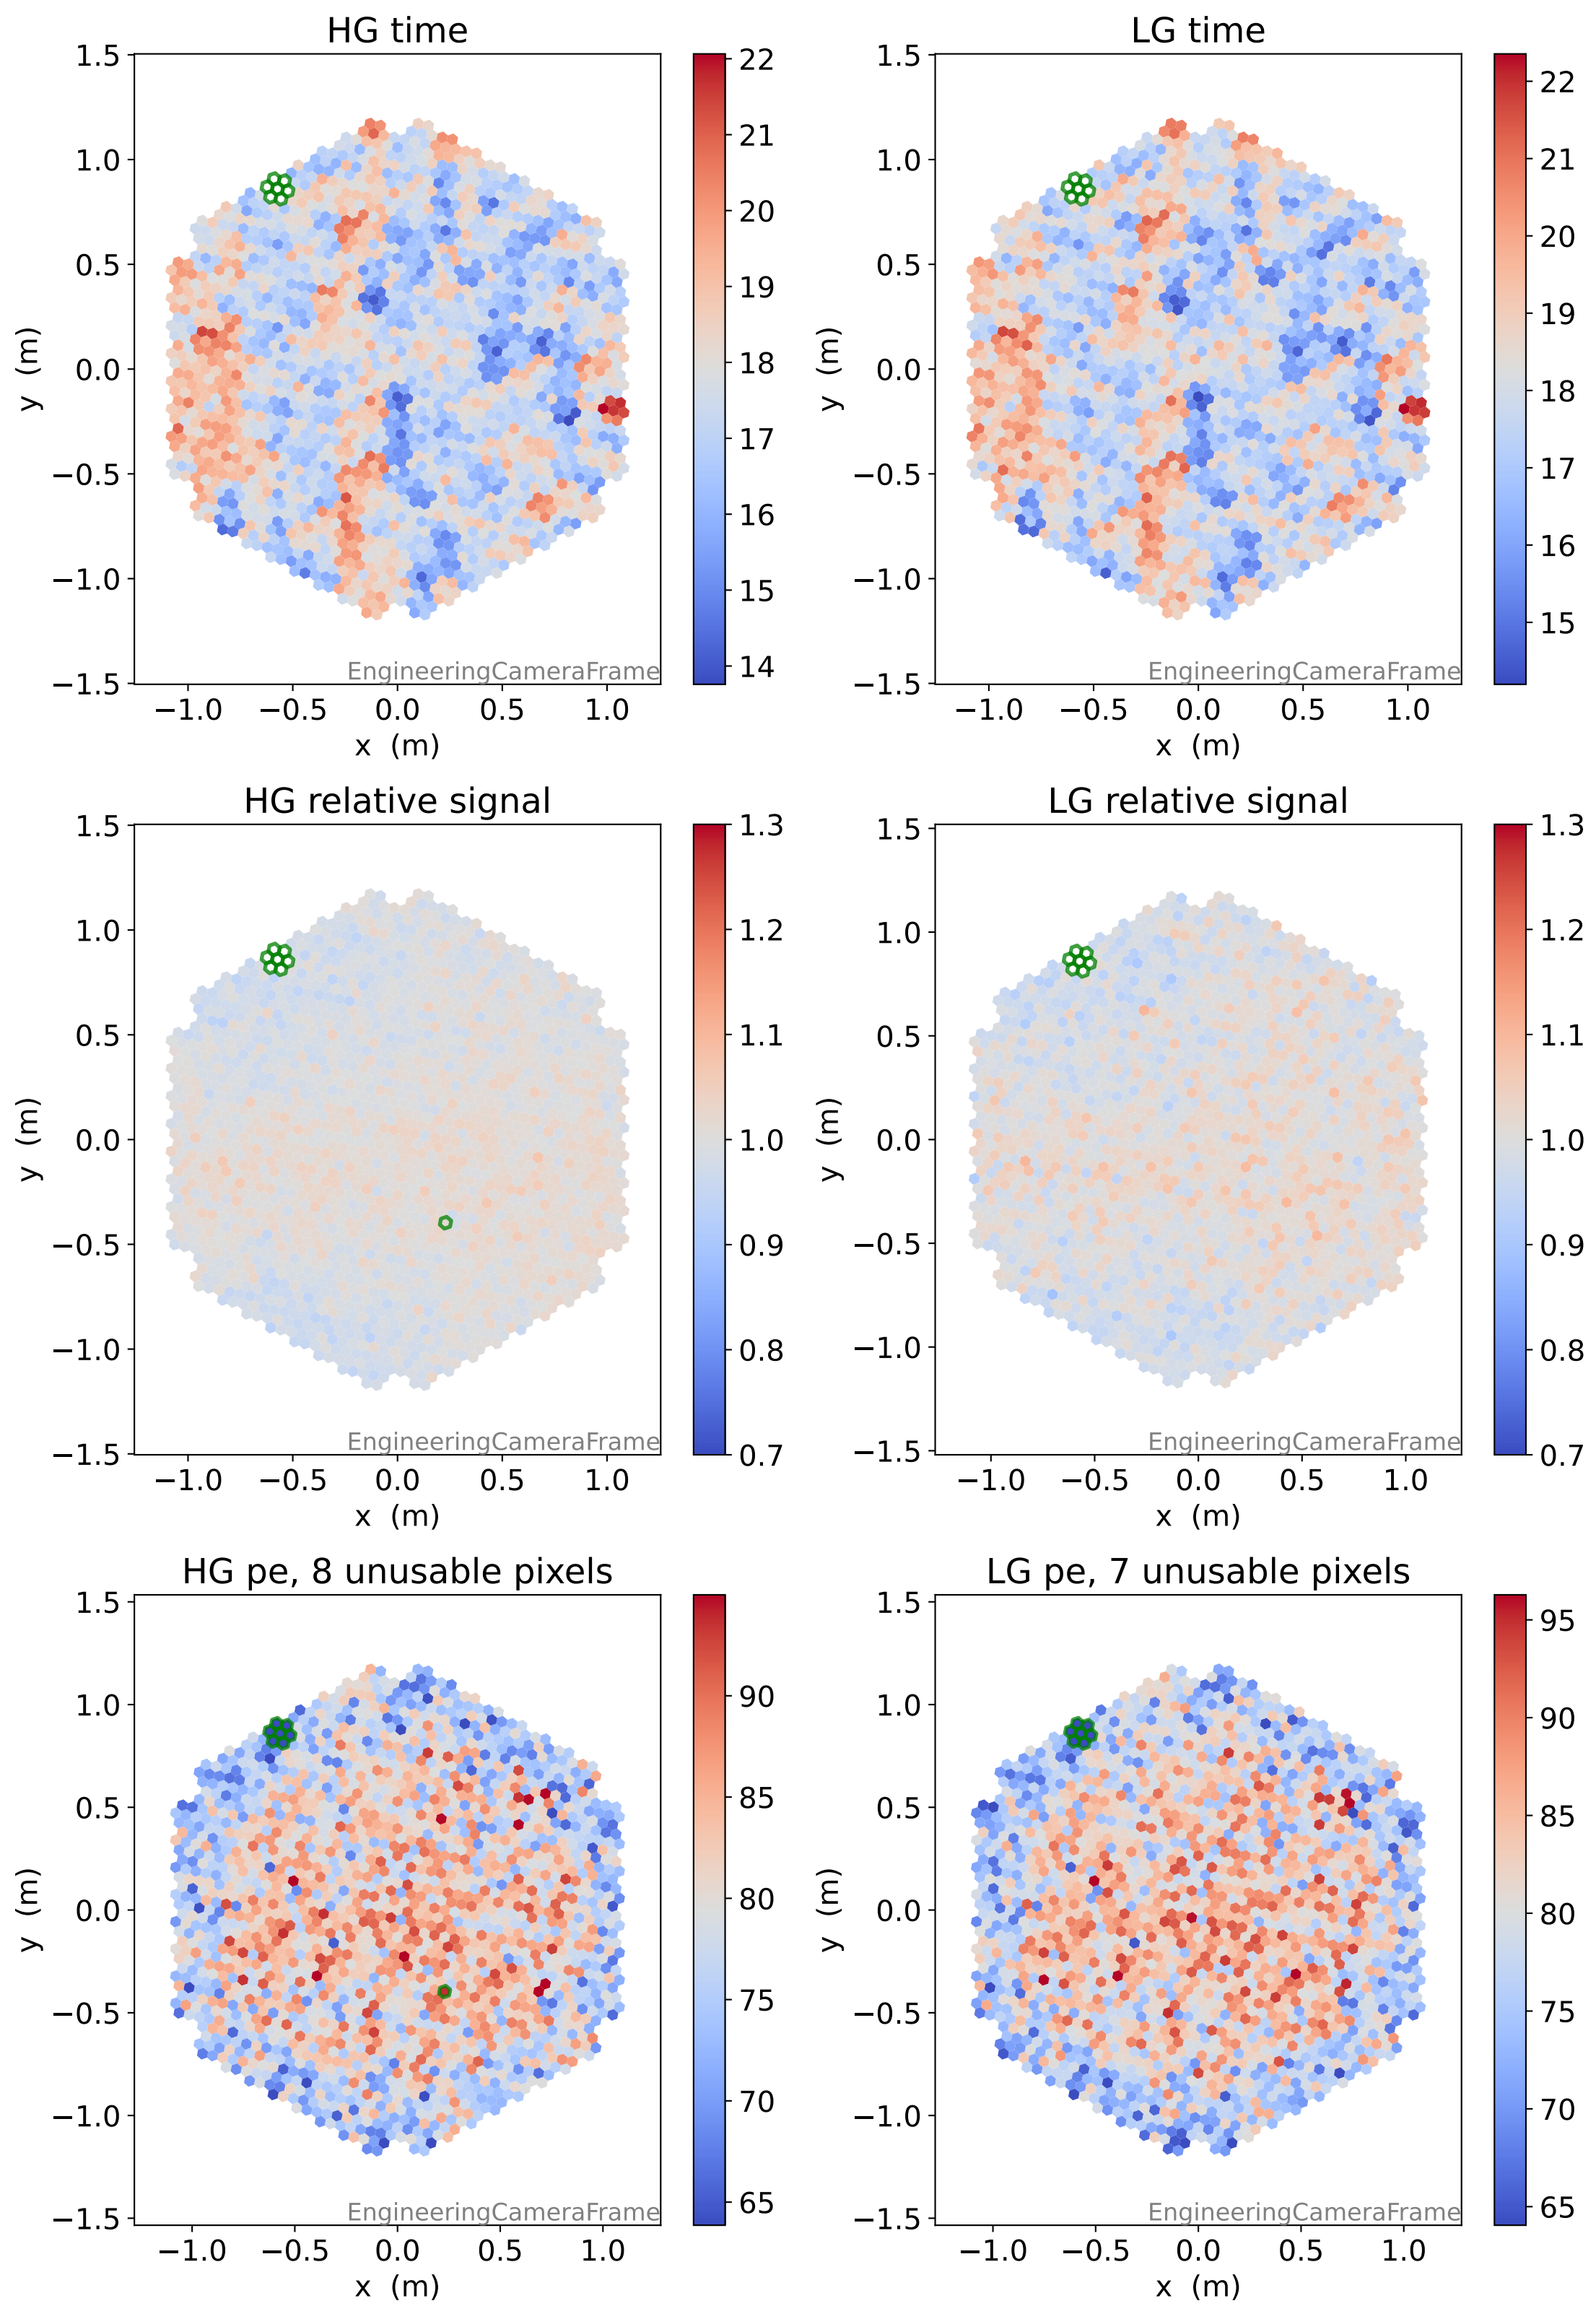 HG time
1.5
1.0
0.5
0.0
−0.5
−1.0
−1.5
y (m)
−1.0 −0.5 0.0 0.5 1.0
x (m)
EngineeringCameraFrame
22
21
20
19
18
17
16
15
14
LG time
1.5
1.0
0.5
0.0
−0.5
−1.0
−1.5
y (m)
−1.0 −0.5 0.0 0.5 1.0
x (m)
EngineeringCameraFrame
22
21
20
19
18
17
16
15
HG relative signal
1.5
1.0
0.5
0.0
−0.5
−1.0
−1.5
y (m)
−1.0 −0.5 0.0 0.5 1.0
x (m)
EngineeringCameraFrame
1.3
1.2
1.1
1.0
0.9
0.8
0.7
LG relative signal
1.5
1.0
0.5
0.0
−0.5
−1.0
−1.5
y (m)
−1.0 −0.5 0.0 0.5 1.0
x (m)
EngineeringCameraFrame
1.3
1.2
1.1
1.0
0.9
0.8
0.7
HG pe, 8 unusable pixels
1.5
1.0
0.5
0.0
−0.5
−1.0
−1.5
y (m)
−1.0 −0.5 0.0 0.5 1.0
x (m)
EngineeringCameraFrame
90
85
80
75
70
65
LG pe, 7 unusable pixels
1.5
1.0
0.5
0.0
−0.5
−1.0
−1.5
y (m)
−1.0 −0.5 0.0 0.5 1.0
x (m)
EngineeringCameraFrame
95
90
85
80
75
70
65